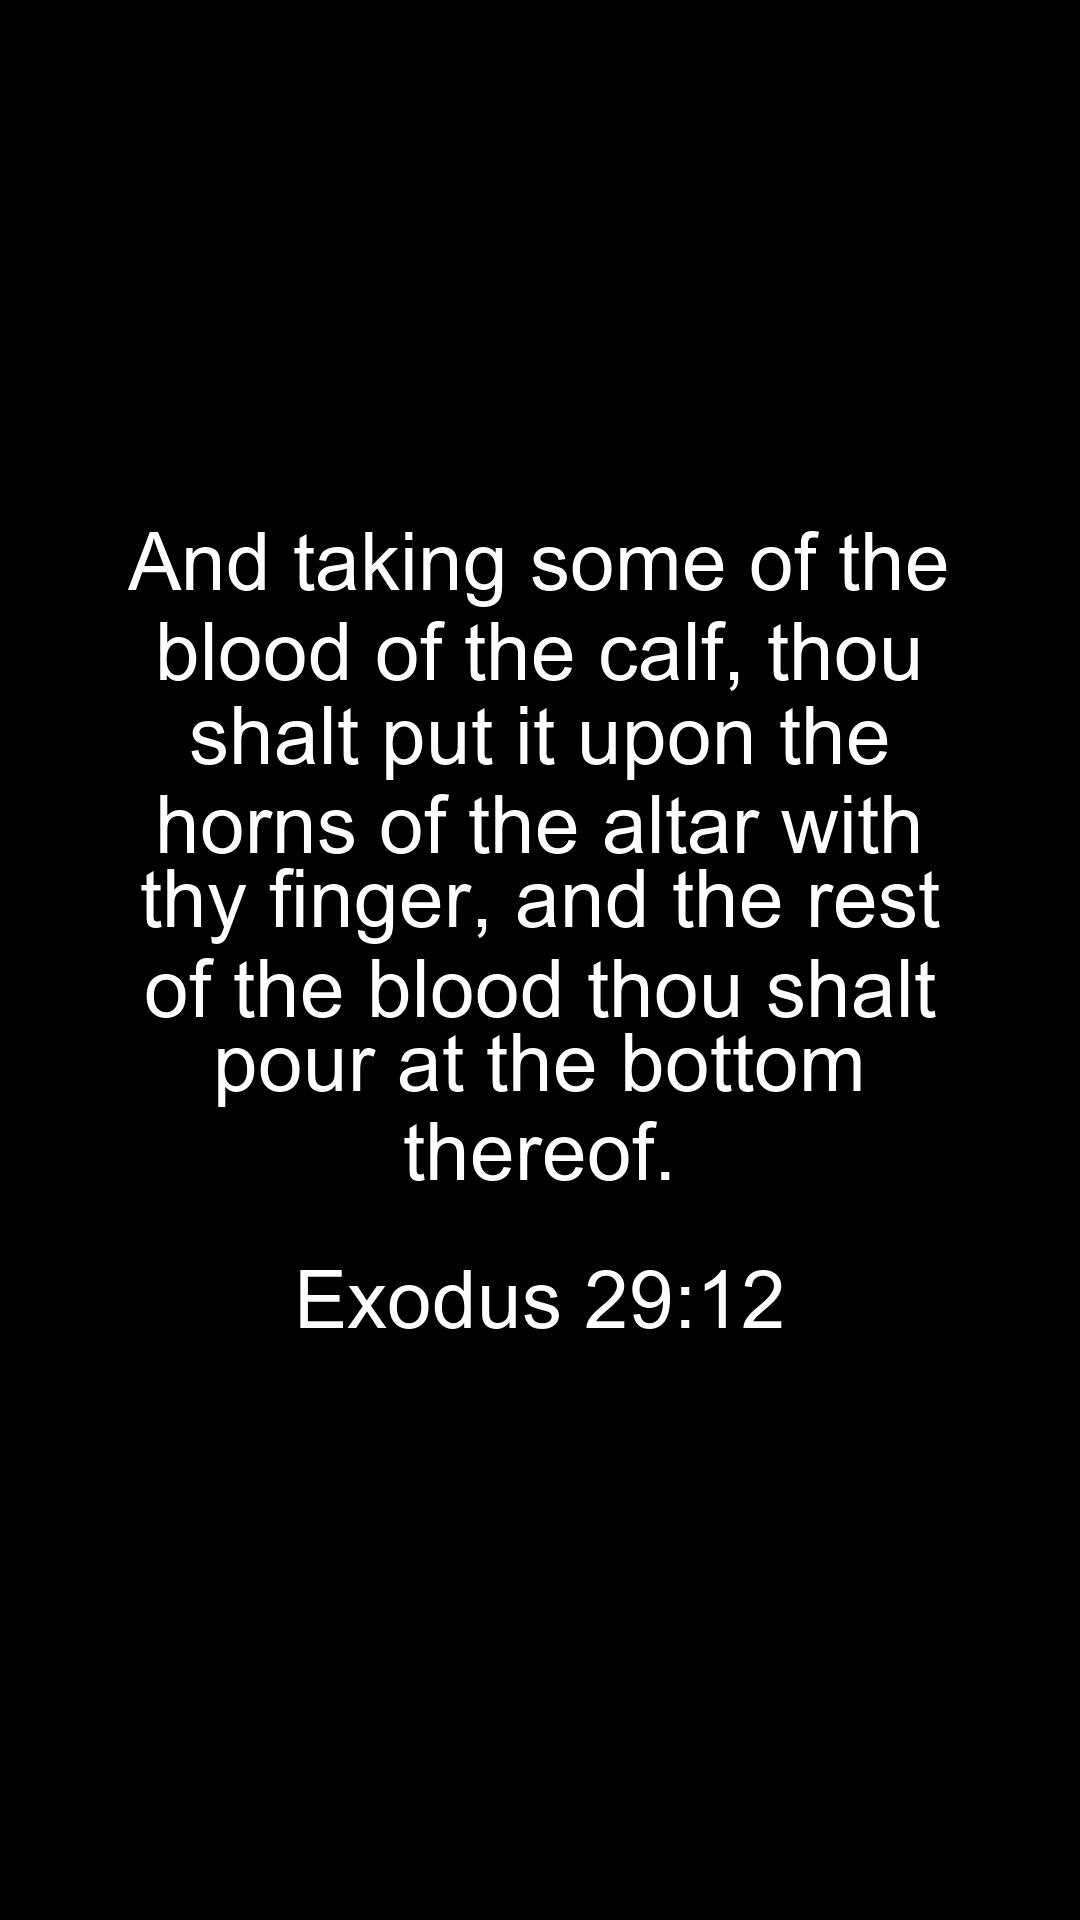 And taking some of the
blood of the calf, thou
shalt put it upon the
horns of the altar with
thy finger, and the rest
of the blood thou shalt
pour at the bottom
thereof.
Exodus 29:12